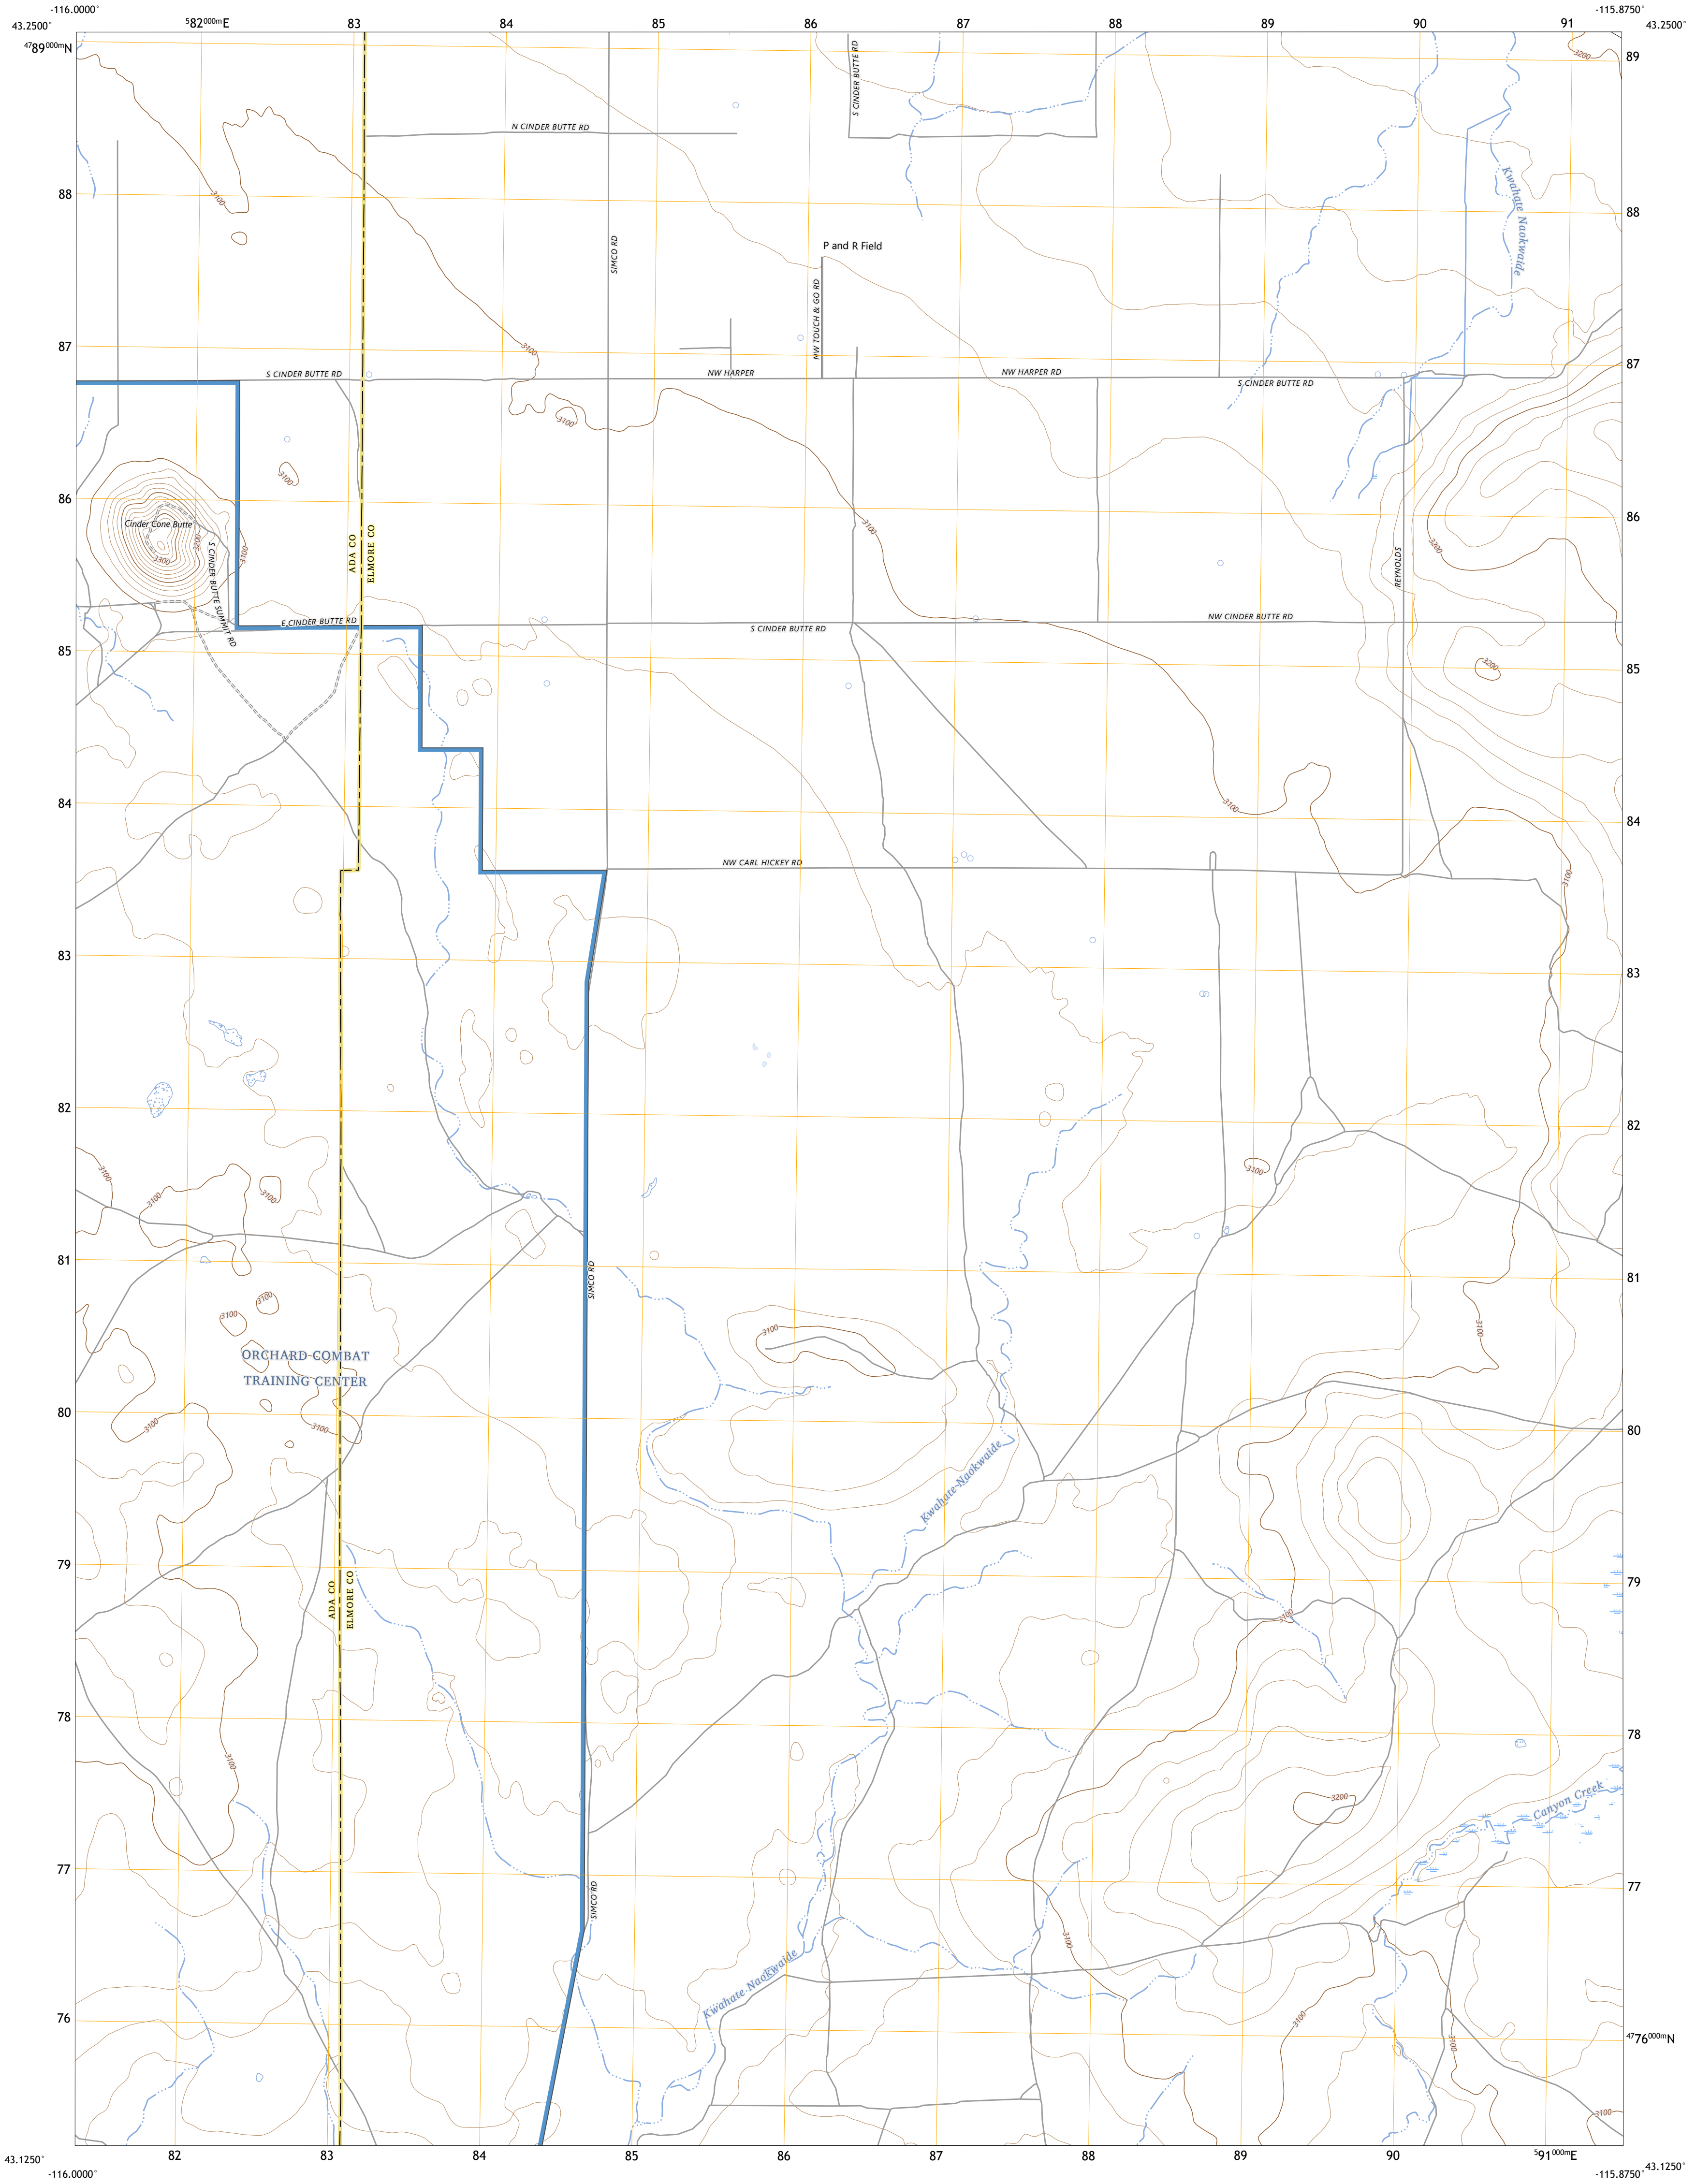 -116.0000°
-115.8750°
43.2500°
⁵82⁰⁰⁰ᵐE
83
84
85
86
87
88
89
90
91
43.2500°
⁴⁷89⁰⁰⁰ᵐN
89
3200
S CINDER BUTTE RD
N CINDER BUTTE RD
88
3100
88
Kwahate Naokwaide
SIMCO RD
P and R Field
NW TOUCH & GO RD
87
3100
87
S CINDER BUTTE RD
NW HARPER
NW HARPER RD
S CINDER BUTTE RD
3100
3100
86
86
Cinder Cone Butte
3200
3300
3100
S CINDER BUTTE SUMMIT RD
ADA CO
ELMORE CO
3100
3200
REYNOLDS
E CINDER BUTTE RD
S CINDER BUTTE RD
NW CINDER BUTTE RD
85
85
3200
84
3100
84
NW CARL HICKEY RD
3100
83
83
82
82
3100
3100
3100
3100
81
81
SIMCO RD
3100
3100
3100
3100
ORCHARD COMBAT
TRAINING CENTER
80
3100
3100
80
Kwahate Naokwaide
79
79
ADA CO
ELMORE CO
3100
78
78
3100
3200
Canyon Creek
77
77
SIMCO RD
3100
Kwahate Naokwaide
76
3100
3100
⁴⁷76⁰⁰⁰ᵐN
3100
43.1250°
82
83
84
85
86
87
88
89
90
⁵91⁰⁰⁰ᵐE
43.1250°
-116.0000°
-115.8750°